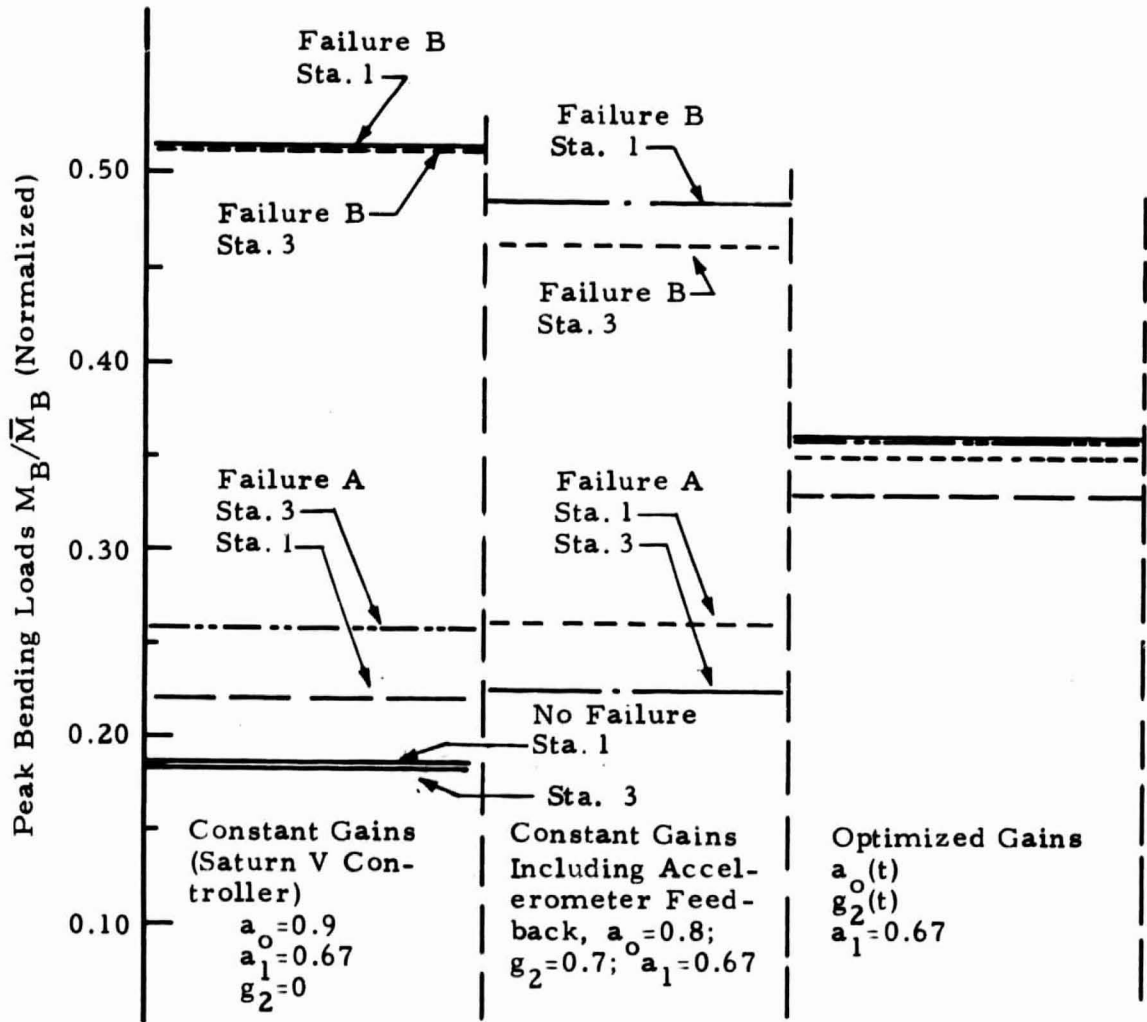 Peak Bending Loads M_B/M̅_B (Normalized)
0.50
0.40
0.30
0.20
0.10
Failure B
Sta. 1
Failure B
Sta. 3
Failure A
Sta. 3
Sta. 1
Constant Gains
(Saturn V Con-
troller)
a_o=0.9
a_1=0.67
g_2=0
Failure B
Sta. 1
Failure B
Sta. 3
Failure A
Sta. 1
Sta. 3
No Failure
Sta. 1
Sta. 3
Constant Gains
Including Accel-
erometer Feed-
back, a_o=0.8;
g_2=0.7; a_1=0.67
Optimized Gains
a_o(t)
g_2(t)
a_1=0.67